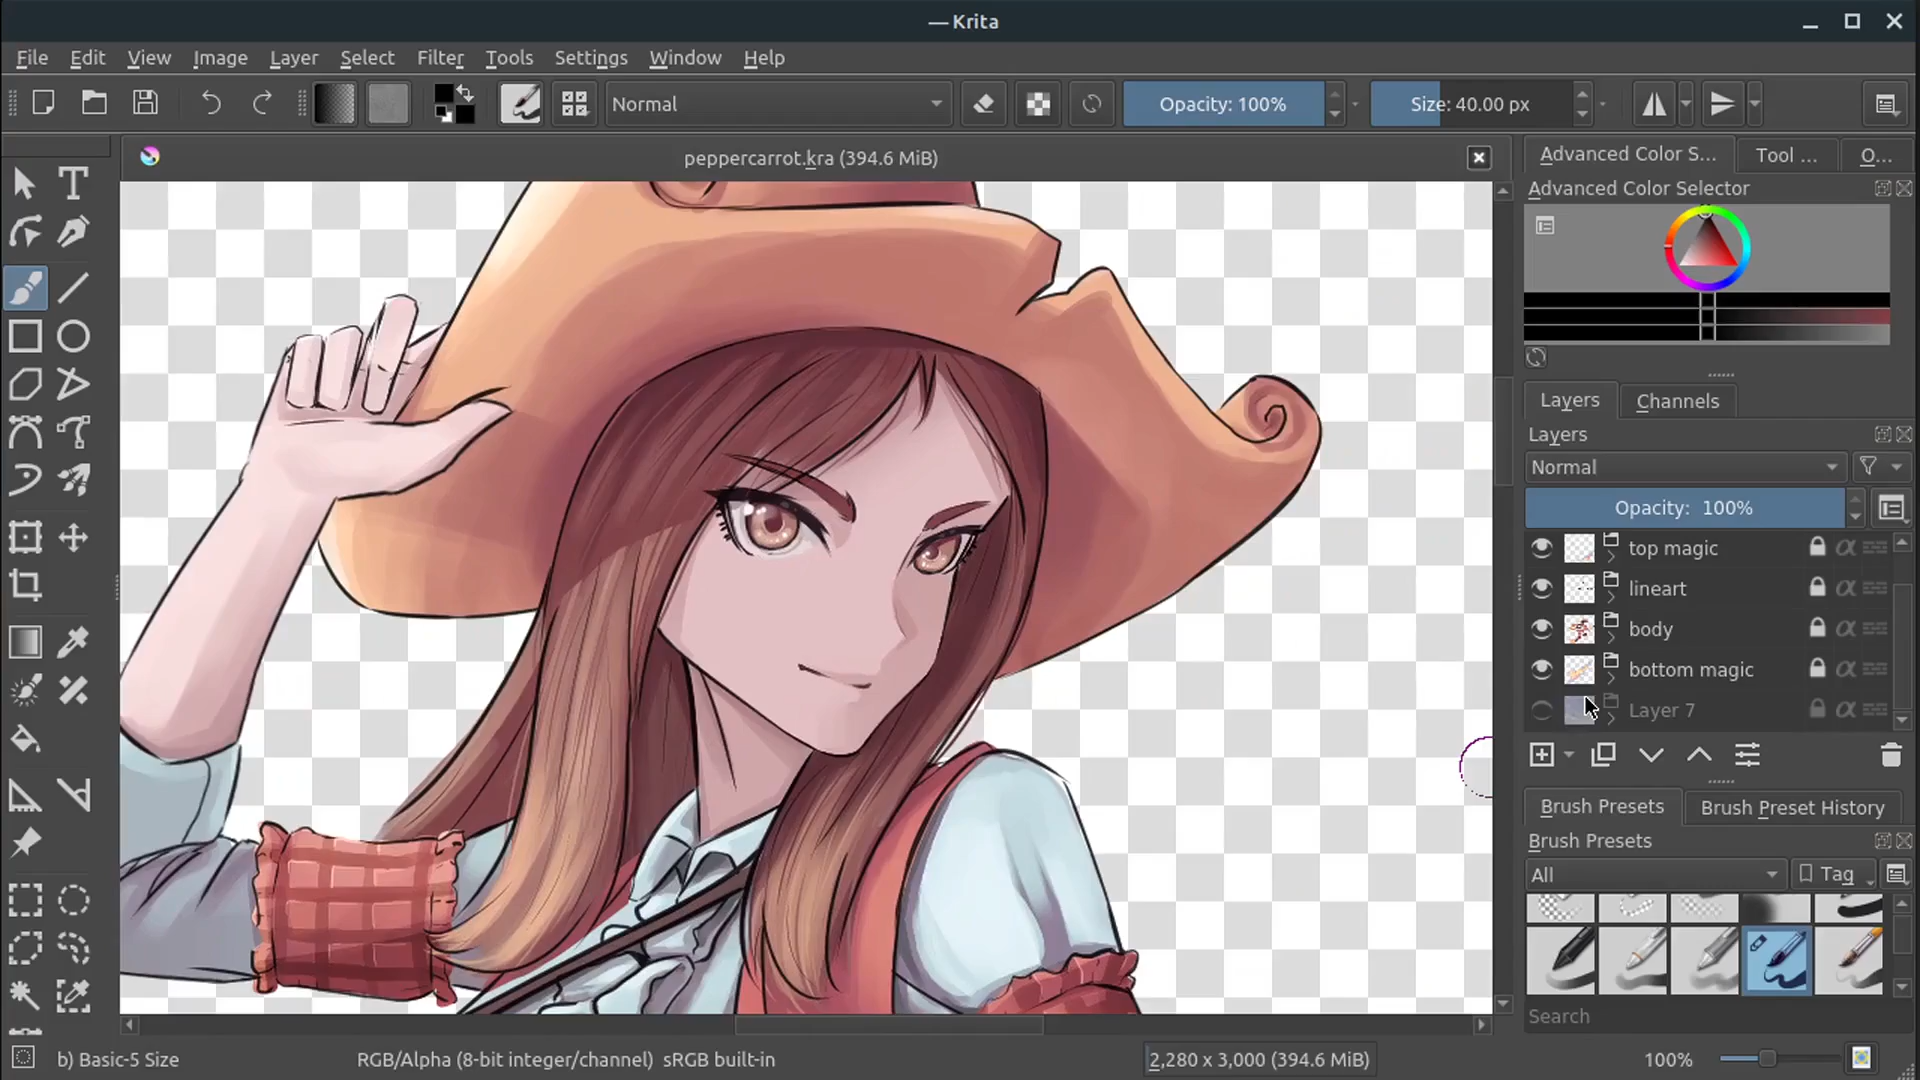 — Krita
File Edit View Image Layer Select Filter Tools Settings Window Help
Normal Opacity: 100% Size: 40.00 px
peppercarrot.kra (394.6 MiB)
Advanced Color S... Tool ... O...
Advanced Color Selector
Layers Channels
Layers
Normal
Opacity: 100%
top magic
lineart
body
bottom magic
Layer 7
Brush Presets Brush Preset History
Brush Presets
All Tag
Search
b) Basic-5 Size RGB/Alpha (8-bit integer/channel) sRGB built-in 2,280 x 3,000 (394.6 MiB) 100%